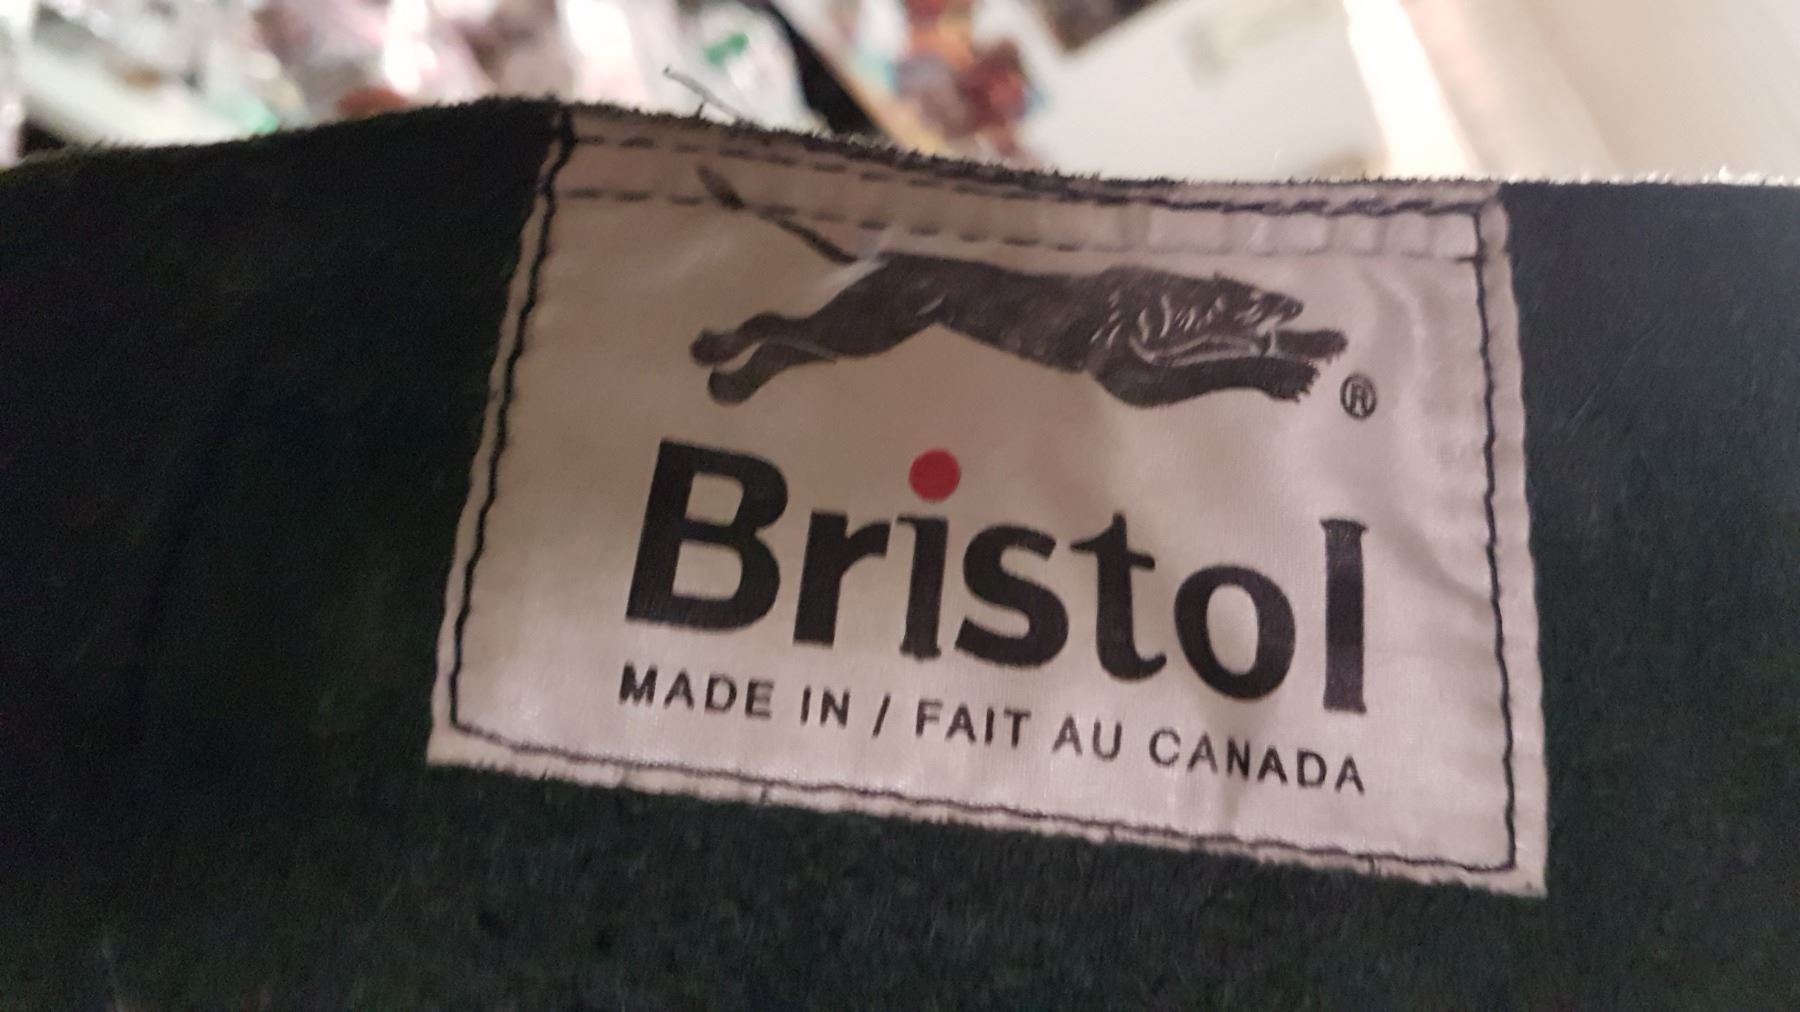 ®
Bristol
MADE IN / FAIT AU CANADA